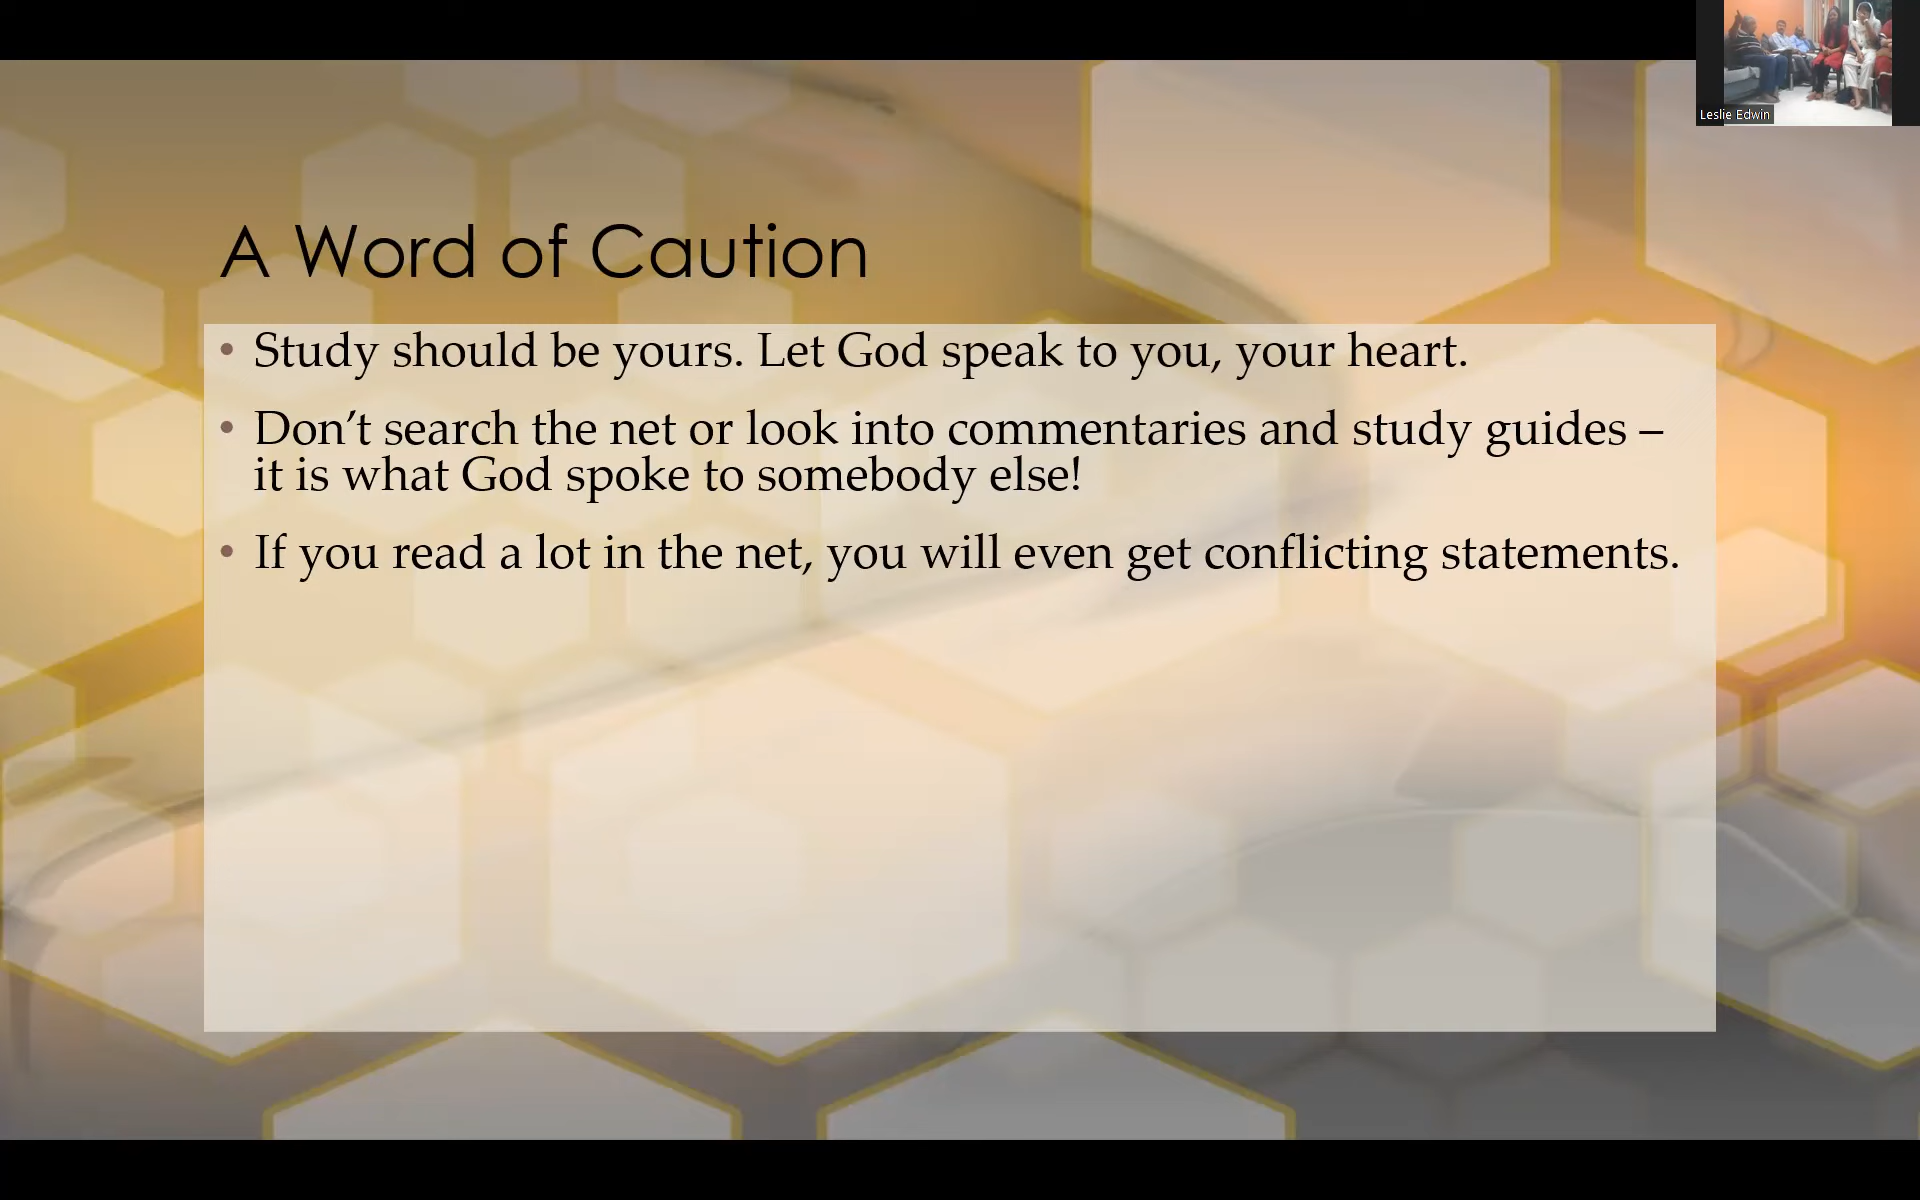 Leslie Edwin
A Word of Caution
• Study should be yours. Let God speak to you, your heart.
• Don’t search the net or look into commentaries and study guides –
it is what God spoke to somebody else!
• If you read a lot in the net, you will even get conflicting statements.